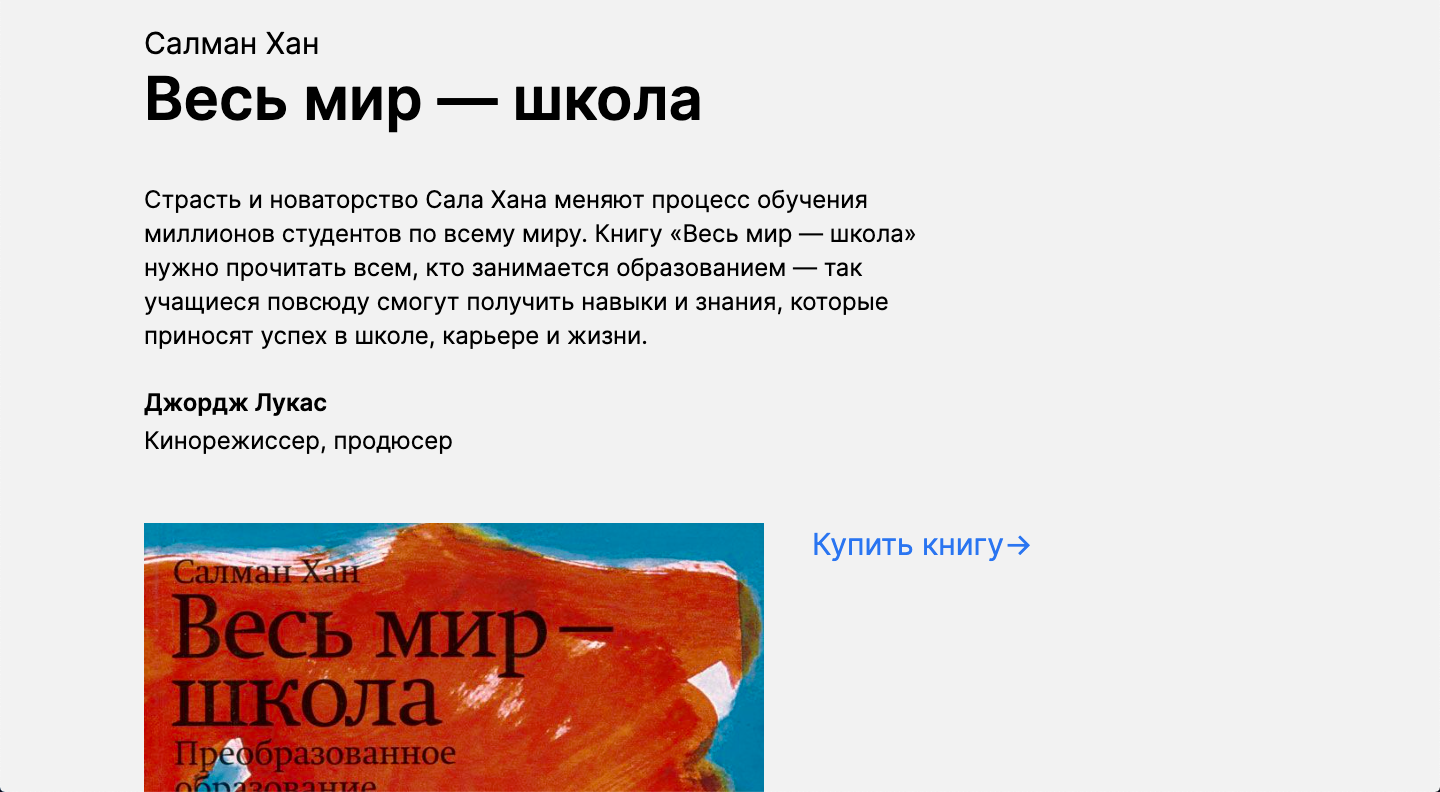 Салман Хан
Весь мир — школа
Страсть и новаторство Сала Хана меняют процесс обучения
миллионов студентов по всему миру. Книгу «Весь мир — школа»
нужно прочитать всем, кто занимается образованием — так
учащиеся повсюду смогут получить навыки и знания, которые
приносят успех в школе, карьере и жизни.
Джордж Лукас
Кинорежиссер, продюсер
Купить книгу→
Салман Хан
Весь мир–
школа
Преобразованное
образование